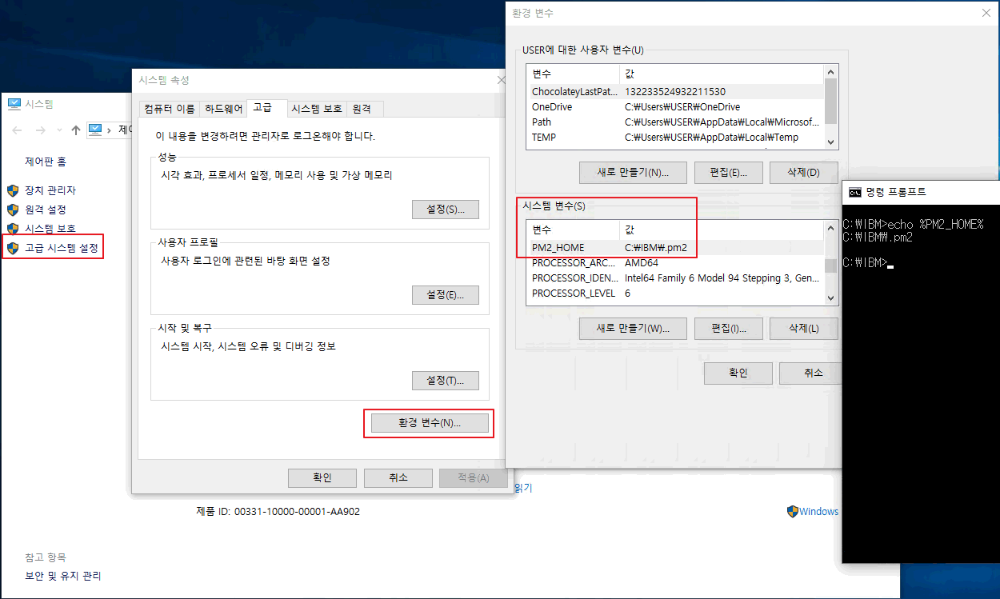 환경 변수
USER에 대한 사용자 변수(U)
변수 값
ChocolateyLastPat... 132233524932211530
OneDrive C:₩Users₩USER₩OneDrive
Path C:₩Users₩USER₩AppData₩Local₩Microsof...
TEMP C:₩Users₩USER₩AppData₩Local₩Temp
새로 만들기(N)... 편집(E)... 삭제(D)
시스템 변수(S)
변수 값
PM2_HOME C:₩IBM₩.pm2
PROCESSOR_ARC... AMD64
PROCESSOR_IDEN... Intel64 Family 6 Model 94 Stepping 3, Gen...
PROCESSOR_LEVEL 6
새로 만들기(W)... 편집(I)... 삭제(L)
확인 취소
시스템 속성
컴퓨터 이름 하드웨어 고급 시스템 보호 원격
이 내용을 변경하려면 관리자로 로그온해야 합니다.
성능
시각 효과, 프로세서 일정, 메모리 사용 및 가상 메모리
설정(S)...
사용자 프로필
사용자 로그인에 관련된 바탕 화면 설정
설정(E)...
시작 및 복구
시스템 시작, 시스템 오류 및 디버깅 정보
설정(T)...
환경 변수(N)...
확인 취소 적용(A)
시스템
제어판 홈
장치 관리자
원격 설정
시스템 보호
고급 시스템 설정
읽기
제품 ID: 00331-10000-00001-AA902
Windows
참고 항목
보안 및 유지 관리
명령 프롬프트
C:₩IBM>echo %PM2_HOME%
C:₩IBM₩.pm2
C:₩IBM>